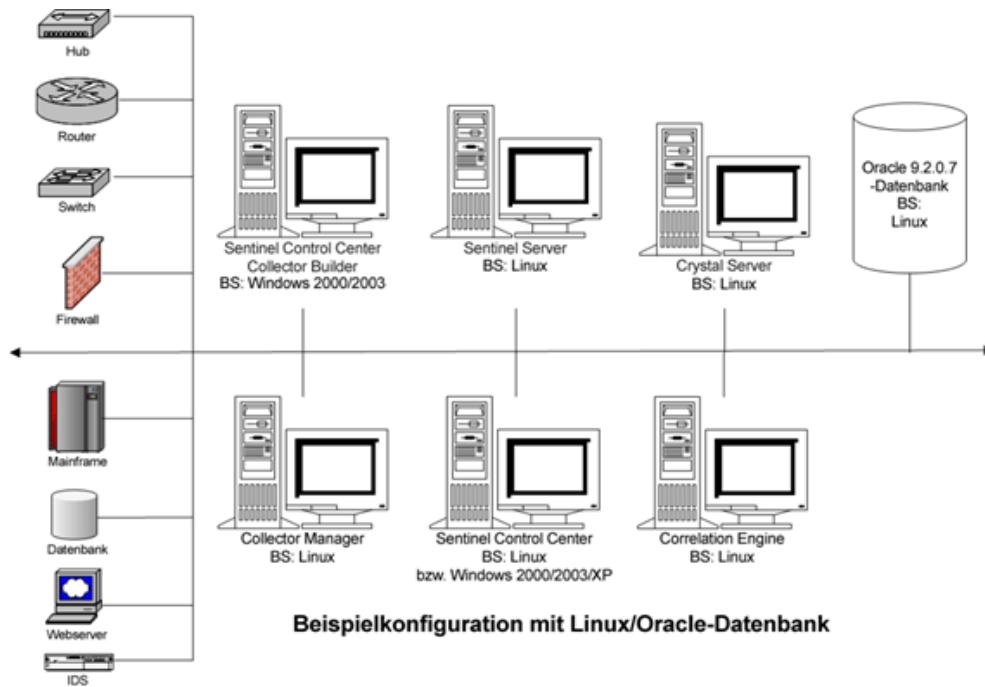 Hub
Router
Switch
Firewall
Mainframe
Datenbank
Webserver
IDS
Sentinel Control Center
Collector Builder
BS: Windows 2000/2003
Sentinel Server
BS: Linux
Crystal Server
BS: Linux
Oracle 9.2.0.7
-Datenbank
BS:
Linux
Collector Manager
BS: Linux
Sentinel Control Center
BS: Linux
bzw. Windows 2000/2003/XP
Correlation Engine
BS: Linux
Beispielkonfiguration mit Linux/Oracle-Datenbank